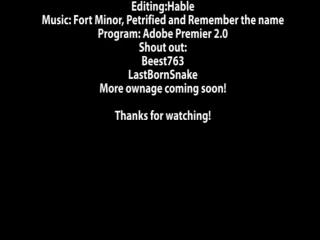 Editing:Hable
Music: Fort Minor, Petrified and Remember the name
Program: Adobe Premier 2.0
Shout out:
Beest763
LastBornSnake
More ownage coming soon!
Thanks for watching!